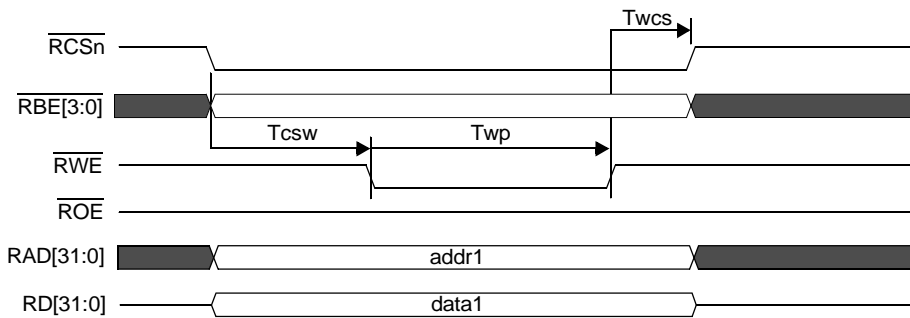 Twcs
RCSn
RBE[3:0]
Tcsw Twp
RWE
ROE
RAD[31:0] addr1
RD[31:0] data1